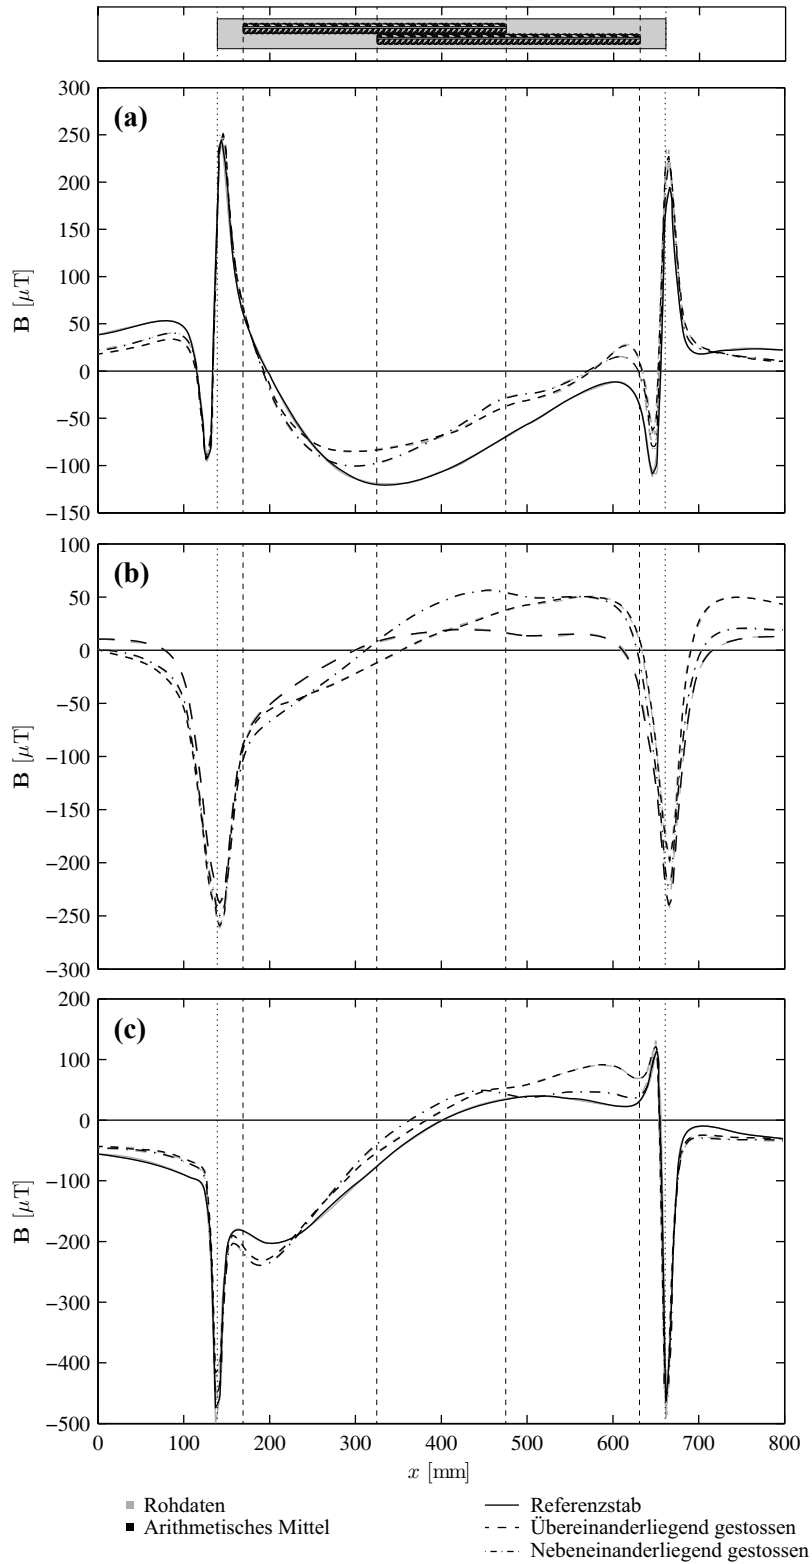 (a)
300
250
200
150
100
50
0
−50
−100
−150
B [μT]
(b)
100
50
0
−50
−100
−150
−200
−250
−300
B [μT]
(c)
200
100
0
−100
−200
−300
−400
−500
B [μT]
0 100 200 300 400 500 600 700 800
x [mm]
Rohdaten
Arithmetisches Mittel
Referenzstab
Übereinanderliegend gestossen
Nebeneinanderliegend gestossen